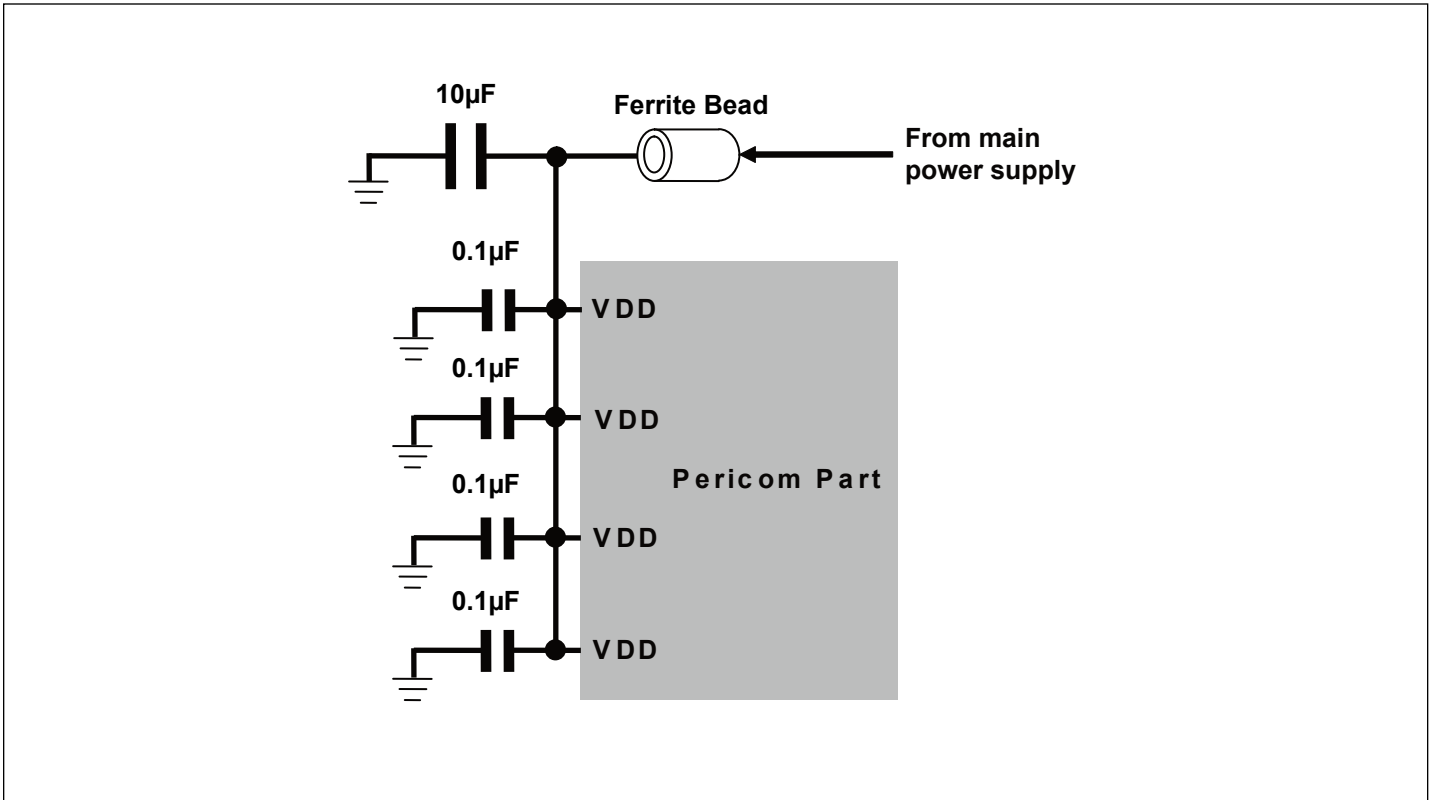 10µF
Ferrite Bead
From main
power supply
0.1µF
VDD
0.1µF
VDD
Pericom Part
0.1µF
VDD
0.1µF
VDD